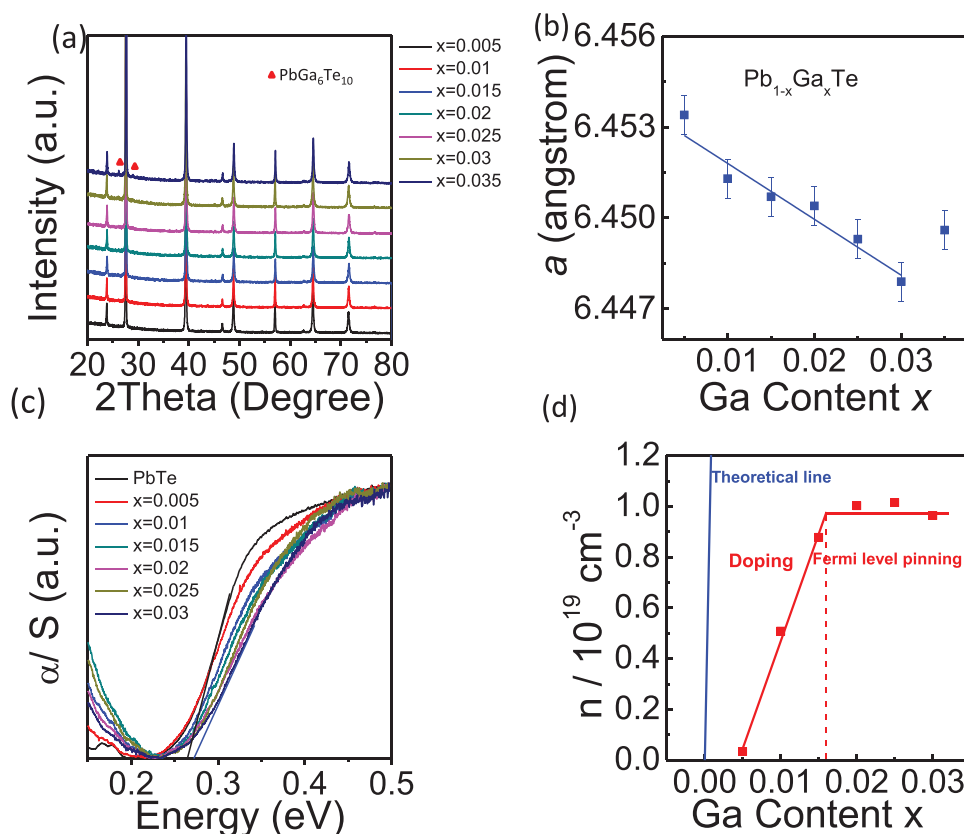 (a)
Intensity (a.u.)
▲ PbGa₆Te₁₀
x=0.005
x=0.01
x=0.015
x=0.02
x=0.025
x=0.03
x=0.035
20 30 40 50 60 70 80
2Theta (Degree)
(b)
a (angstrom)
6.456
6.453
6.450
6.447
Pb₁₋ₓGaₓTe
0.01 0.02 0.03
Ga Content x
(c)
α/ S (a.u.)
PbTe
x=0.005
x=0.01
x=0.015
x=0.02
x=0.025
x=0.03
0.2 0.3 0.4 0.5
Energy (eV)
(d)
n / 10¹⁹ cm⁻³
1.2
1.0
0.8
0.6
0.4
0.2
0.0
Theoretical line
Doping
Fermi level pinning
0.00 0.01 0.02 0.03
Ga Content x